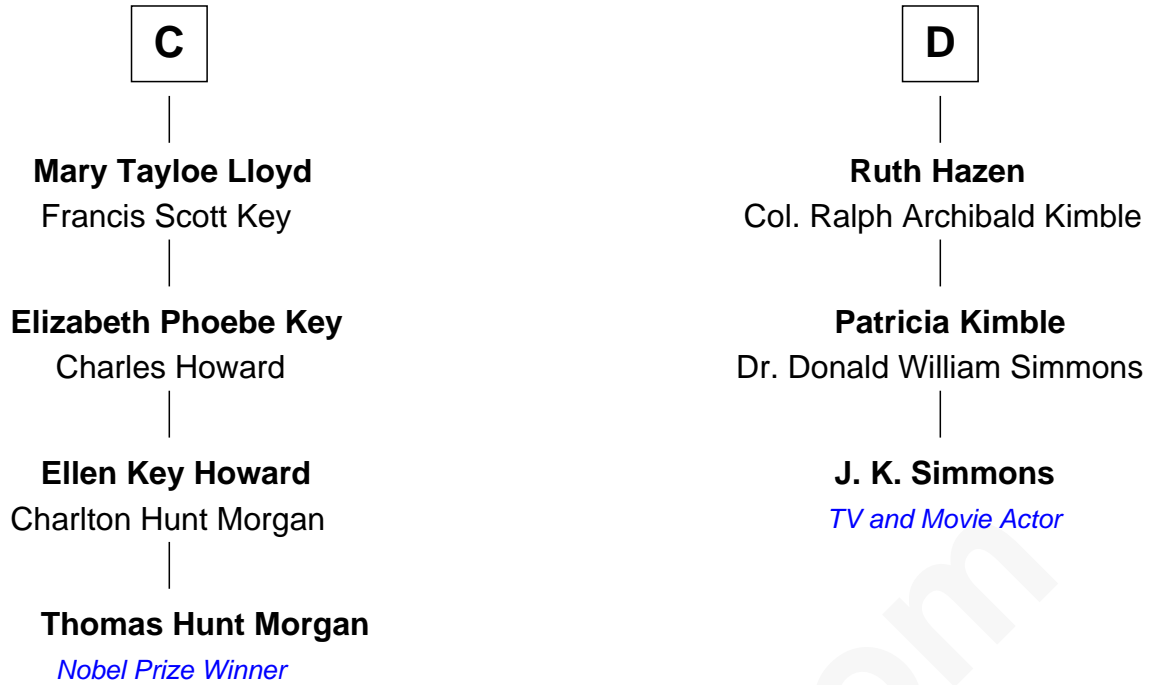 C
Mary Tayloe Lloyd
Francis Scott Key
Elizabeth Phoebe Key
Charles Howard
Ellen Key Howard
Charlton Hunt Morgan
Thomas Hunt Morgan
Nobel Prize Winner
D
Ruth Hazen
Col. Ralph Archibald Kimble
Patricia Kimble
Dr. Donald William Simmons
J. K. Simmons
TV and Movie Actor
om